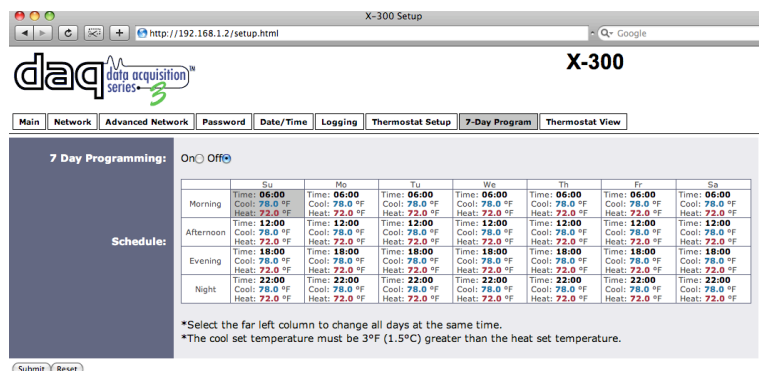 X-300 Setup
http://192.168.1.2/setup.html
Google
daq data acquisition series 3 ™
X-300
Main Network Advanced Network Password Date/Time Logging Thermostat Setup 7-Day Program Thermostat View
7 Day Programming: On Off
Su Mo Tu We Th Fr Sa
Time: 06:00 Time: 06:00 Time: 06:00 Time: 06:00 Time: 06:00 Time: 06:00 Time: 06:00
Morning Cool: 78.0 °F Cool: 78.0 °F Cool: 78.0 °F Cool: 78.0 °F Cool: 78.0 °F Cool: 78.0 °F Cool: 78.0 °F
Heat: 72.0 °F Heat: 72.0 °F Heat: 72.0 °F Heat: 72.0 °F Heat: 72.0 °F Heat: 72.0 °F Heat: 72.0 °F
Time: 12:00 Time: 12:00 Time: 12:00 Time: 12:00 Time: 12:00 Time: 12:00 Time: 12:00
Afternoon Cool: 78.0 °F Cool: 78.0 °F Cool: 78.0 °F Cool: 78.0 °F Cool: 78.0 °F Cool: 78.0 °F Cool: 78.0 °F
Schedule: Heat: 72.0 °F Heat: 72.0 °F Heat: 72.0 °F Heat: 72.0 °F Heat: 72.0 °F Heat: 72.0 °F Heat: 72.0 °F
Time: 18:00 Time: 18:00 Time: 18:00 Time: 18:00 Time: 18:00 Time: 18:00 Time: 18:00
Evening Cool: 78.0 °F Cool: 78.0 °F Cool: 78.0 °F Cool: 78.0 °F Cool: 78.0 °F Cool: 78.0 °F Cool: 78.0 °F
Heat: 72.0 °F Heat: 72.0 °F Heat: 72.0 °F Heat: 72.0 °F Heat: 72.0 °F Heat: 72.0 °F Heat: 72.0 °F
Time: 22:00 Time: 22:00 Time: 22:00 Time: 22:00 Time: 22:00 Time: 22:00 Time: 22:00
Night Cool: 78.0 °F Cool: 78.0 °F Cool: 78.0 °F Cool: 78.0 °F Cool: 78.0 °F Cool: 78.0 °F Cool: 78.0 °F
Heat: 72.0 °F Heat: 72.0 °F Heat: 72.0 °F Heat: 72.0 °F Heat: 72.0 °F Heat: 72.0 °F Heat: 72.0 °F
*Select the far left column to change all days at the same time.
*The cool set temperature must be 3°F (1.5°C) greater than the heat set temperature.
Submit Reset